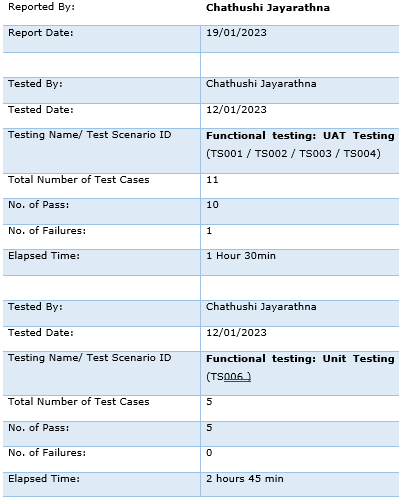 Reported By: Chathushi Jayarathna
Report Date: 19/01/2023
Tested By: Chathushi Jayarathna
Tested Date: 12/01/2023
Testing Name/ Test Scenario ID Functional testing: UAT Testing
(TS001 / TS002 / TS003 / TS004)
Total Number of Test Cases 11
No. of Pass: 10
No. of Failures: 1
Elapsed Time: 1 Hour 30min
Tested By: Chathushi Jayarathna
Tested Date: 12/01/2023
Testing Name/ Test Scenario ID Functional testing: Unit Testing
(TS006 )
Total Number of Test Cases 5
No. of Pass: 5
No. of Failures: 0
Elapsed Time: 2 hours 45 min